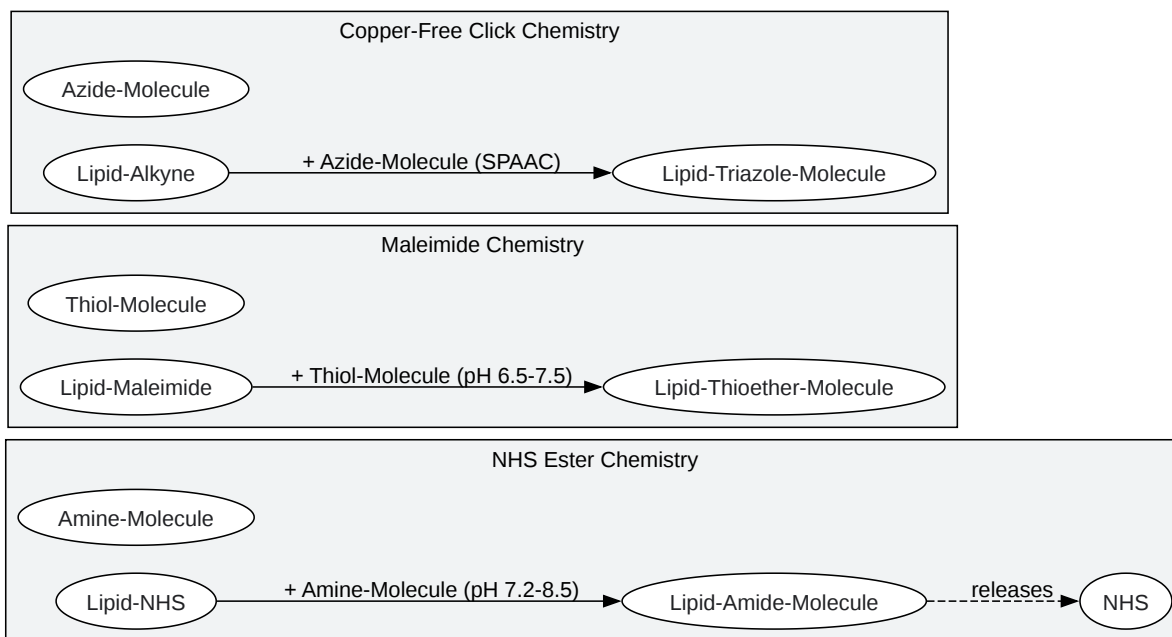 Copper-Free Click Chemistry
Azide-Molecule
Lipid-Alkyne
+ Azide-Molecule (SPAAC)
Lipid-Triazole-Molecule
Maleimide Chemistry
Thiol-Molecule
Lipid-Maleimide
+ Thiol-Molecule (pH 6.5-7.5)
Lipid-Thioether-Molecule
NHS Ester Chemistry
Amine-Molecule
Lipid-NHS
+ Amine-Molecule (pH 7.2-8.5)
Lipid-Amide-Molecule
releases
NHS